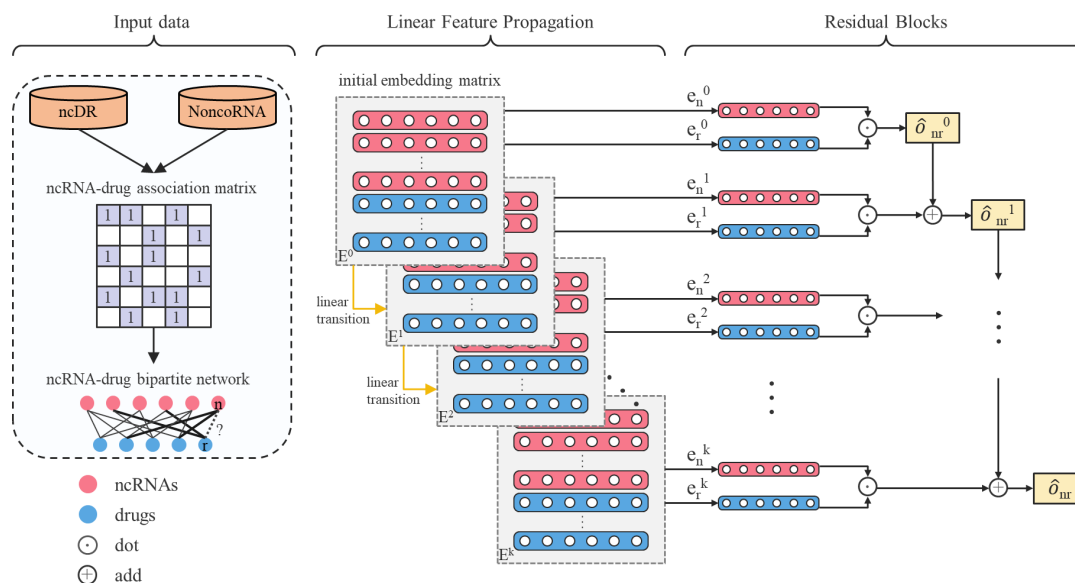 Input data
Linear Feature Propagation
Residual Blocks
ncDR
NoncoRNA
ncRNA-drug association matrix
1 1 1
1 1
1 1
1 1
1 1 1
1 1
ncRNA-drug bipartite network
n
?
r
ncRNAs
drugs
dot
add
initial embedding matrix
E⁰
linear
transition
E¹
linear
transition
E²
Eᵏ
eₙ⁰
eᵣ⁰
eₙ¹
eᵣ¹
eₙ²
eᵣ²
eₙᵏ
eᵣᵏ
ô nr⁰
ô nr¹
ô nr